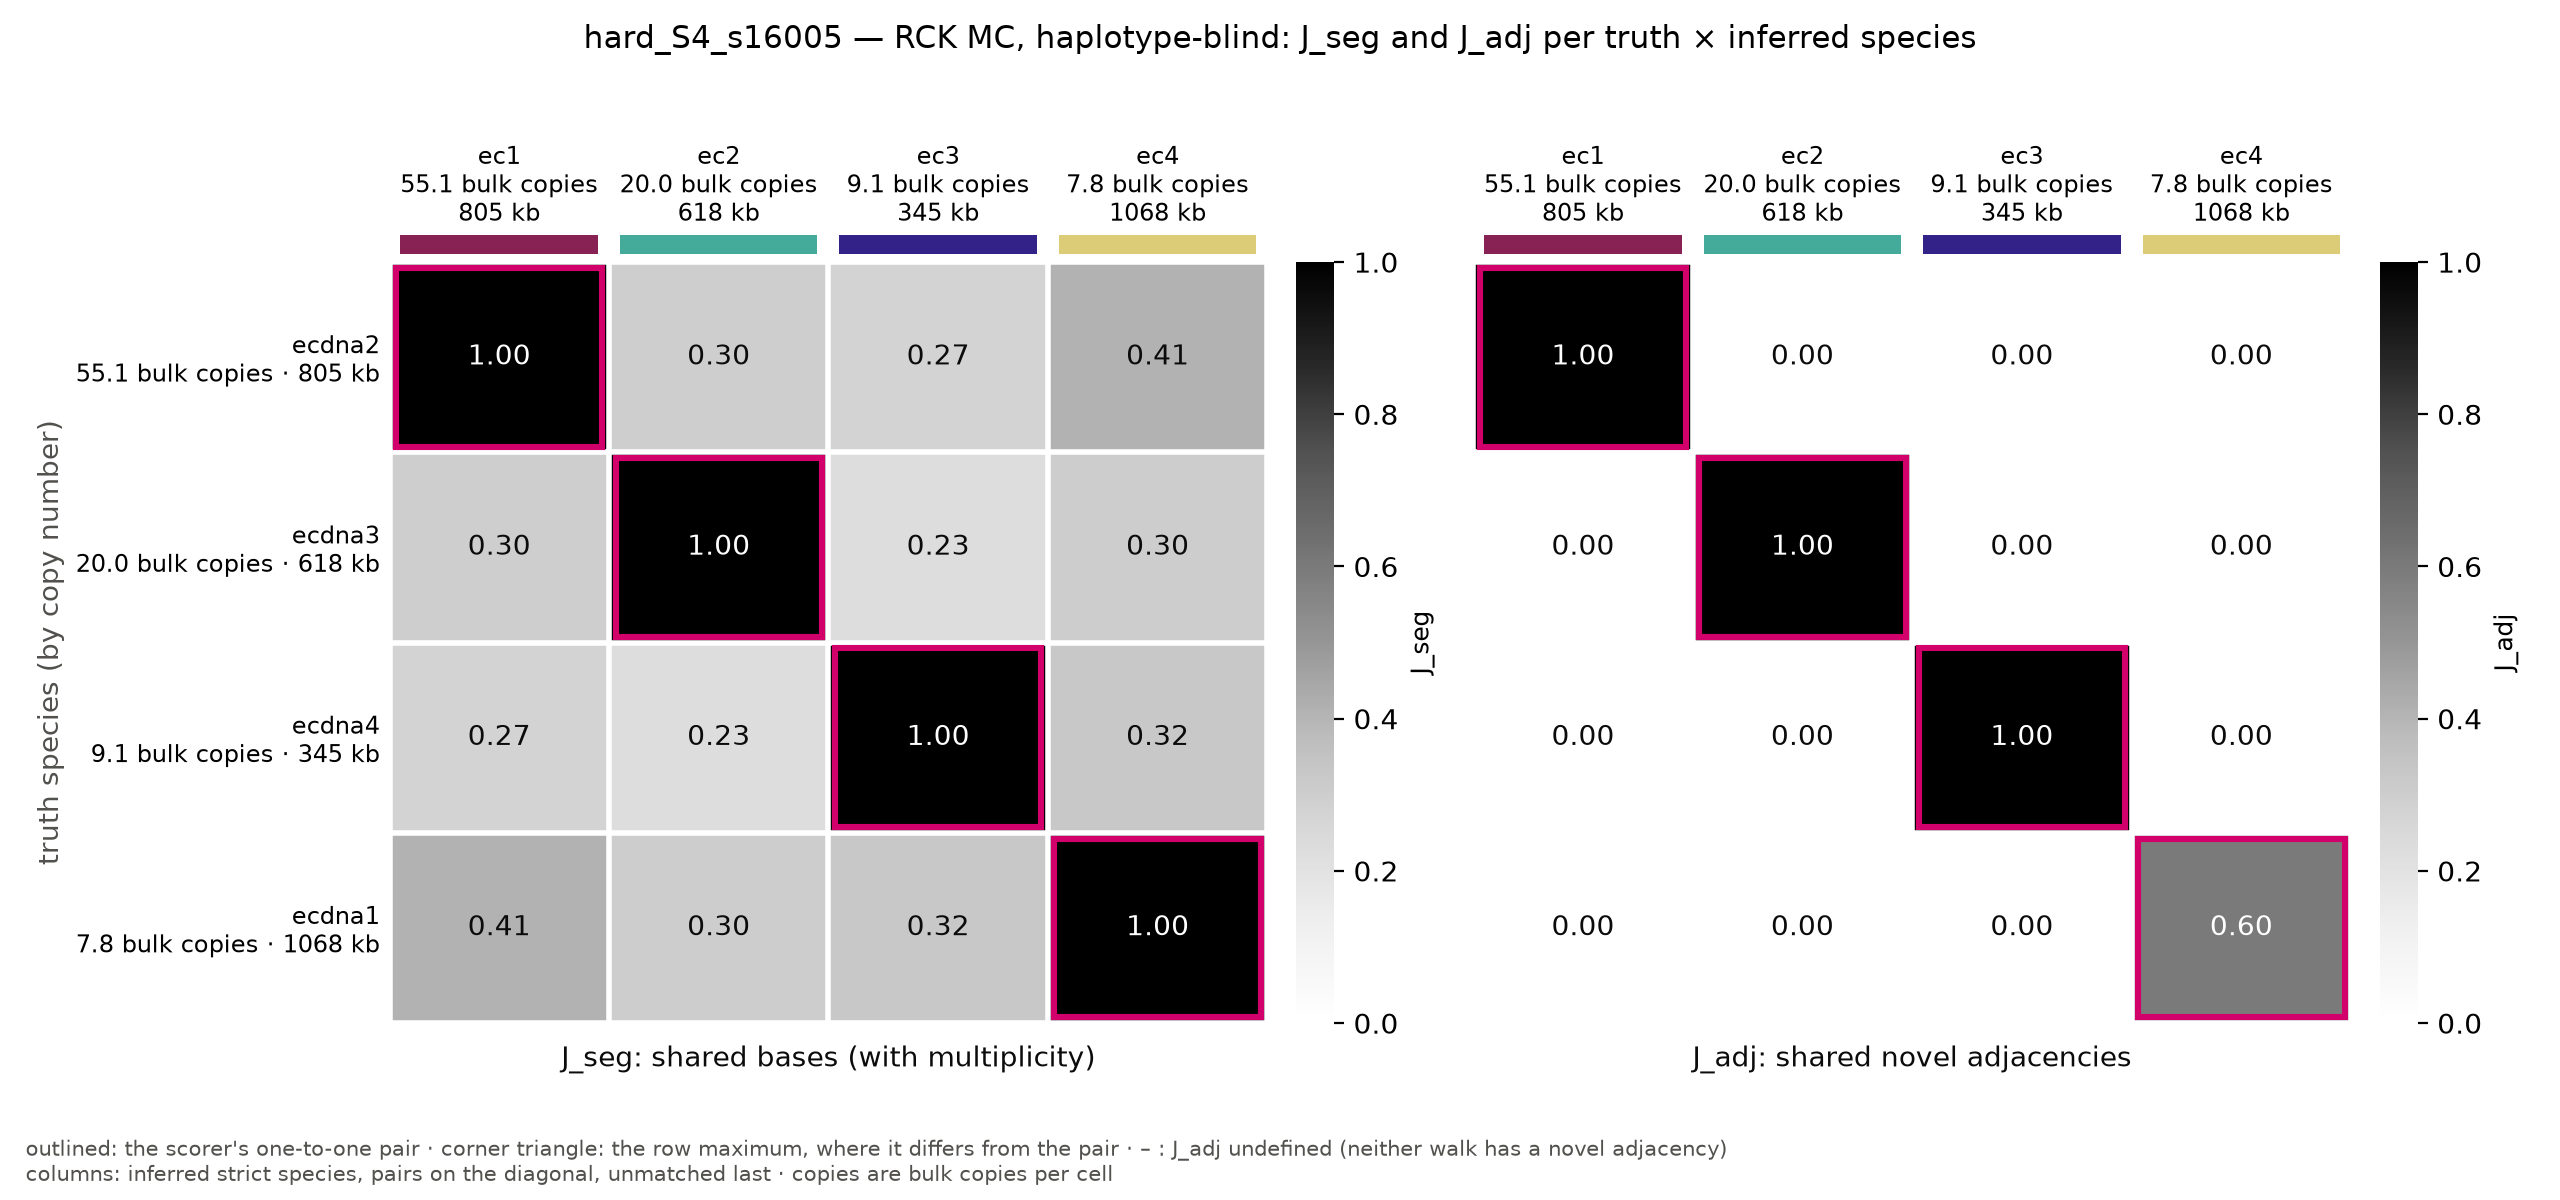 hard_S4_s16005 — RCK MC, haplotype-blind: J_seg and J_adj per truth × inferred species
ec1
55.1 bulk copies
805 kb
ec2
20.0 bulk copies
618 kb
ec3
9.1 bulk copies
345 kb
ec4
7.8 bulk copies
1068 kb
truth species (by copy number)
ecdna2
55.1 bulk copies · 805 kb
1.00 0.30 0.27 0.41
ecdna3
20.0 bulk copies · 618 kb
0.30 1.00 0.23 0.30
ecdna4
9.1 bulk copies · 345 kb
0.27 0.23 1.00 0.32
ecdna1
7.8 bulk copies · 1068 kb
0.41 0.30 0.32 1.00
J_seg: shared bases (with multiplicity)
1.0
0.8
0.6
0.4
0.2
0.0
J_seg
ec1
55.1 bulk copies
805 kb
ec2
20.0 bulk copies
618 kb
ec3
9.1 bulk copies
345 kb
ec4
7.8 bulk copies
1068 kb
1.00 0.00 0.00 0.00
0.00 1.00 0.00 0.00
0.00 0.00 1.00 0.00
0.00 0.00 0.00 0.60
J_adj: shared novel adjacencies
1.0
0.8
0.6
0.4
0.2
0.0
J_adj
outlined: the scorer's one-to-one pair · corner triangle: the row maximum, where it differs from the pair · – : J_adj undefined (neither walk has a novel adjacency)
columns: inferred strict species, pairs on the diagonal, unmatched last · copies are bulk copies per cell